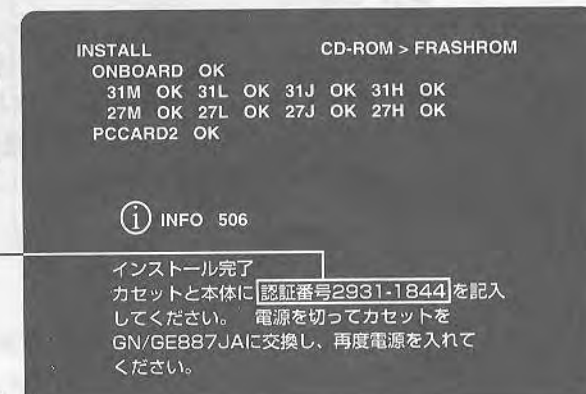 INSTALL CD-ROM > FRASHROM
ONBOARD OK
31M OK 31L OK 31J OK 31H OK
27M OK 27L OK 27J OK 27H OK
PCCARD2 OK
i INFO 506
インストール完了
カセットと本体に認証番号2931-1844を記入
してください。 電源を切ってカセットを
GN/GE887JAに交換し、再度電源を入れて
ください。